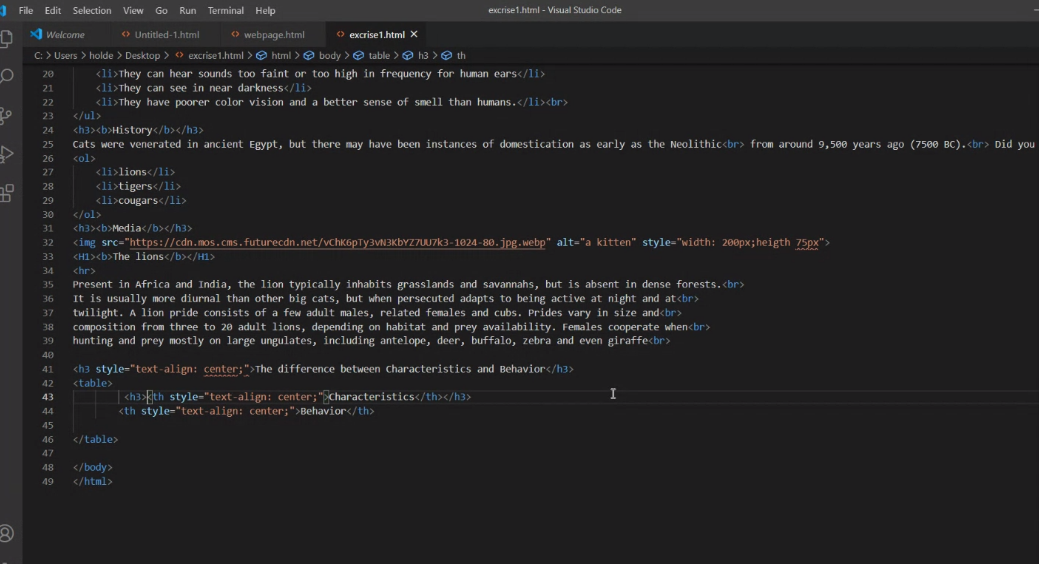 File Edit Selection View Go Run Terminal Help excrise1.html - Visual Studio Code
Welcome Untitled-1.html webpage.html excrise1.html
C: > Users > holde > Desktop > excrise1.html > html > body > table > h3 > th
20 <li>They can hear sounds too faint or too high in frequency for human ears</li>
21 <li>They can see in near darkness</li>
22 <li>They have poorer color vision and a better sense of smell than humans.</li><br>
23 </ul>
24 <h3><b>History</b></h3>
25 Cats were venerated in ancient Egypt, but there may have been instances of domestication as early as the Neolithic<br> from around 9,500 years ago (7500 BC).<br> Did you
26 <ol>
27 <li>lions</li>
28 <li>tigers</li>
29 <li>cougars</li>
30 </ol>
31 <h3><b>Media</b></h3>
32 <img src="https://cdn.mos.cms.futurecdn.net/vChK6pTy3vN3KbYZ7UU7k3-1024-80.jpg.webp" alt="a kitten" style="width: 200px;heigth 75px">
33 <H1><b>The lions</b></H1>
34 <hr>
35 Present in Africa and India, the lion typically inhabits grasslands and savannahs, but is absent in dense forests.<br>
36 It is usually more diurnal than other big cats, but when persecuted adapts to being active at night and at<br>
37 twilight. A lion pride consists of a few adult males, related females and cubs. Prides vary in size and<br>
38 composition from three to 20 adult lions, depending on habitat and prey availability. Females cooperate when<br>
39 hunting and prey mostly on large ungulates, including antelope, deer, buffalo, zebra and even giraffe<br>
40
41 <h3 style="text-align: center;">The difference between Characteristics and Behavior</h3>
42 <table>
43 <h3><th style="text-align: center;">Characteristics</th></h3>
44 <th style="text-align: center;">Behavior</th>
45
46 </table>
47
48 </body>
49 </html>